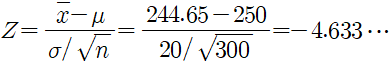 Z = (x̄ − μ) / (σ/√n) = (244.65 − 250) / (20/√300) = −4.633⋯